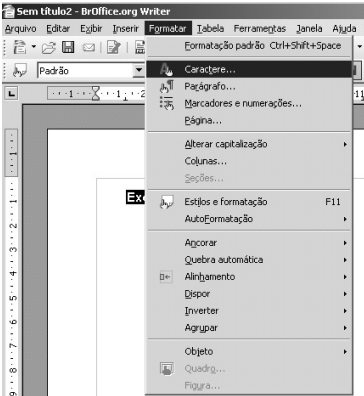 Sem título2 - BrOffice.org Writer
Arquivo Editar Exibir Inserir Formatar Tabela Ferramentas Janela Ajuda
Formatação padrão Ctrl+Shift+Space
Padrão
Caractere...
Parágrafo...
Marcadores e numerações...
Página...
Alterar capitalização
Colunas...
Seções...
Estilos e formatação F11
AutoFormatação
Ancorar
Quebra automática
Alinhamento
Dispor
Inverter
Agrupar
Objeto
Quadro...
Figura...